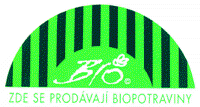 Bio ®
ZDE SE PRODÁVAJÍ BIOPOTRAVINY